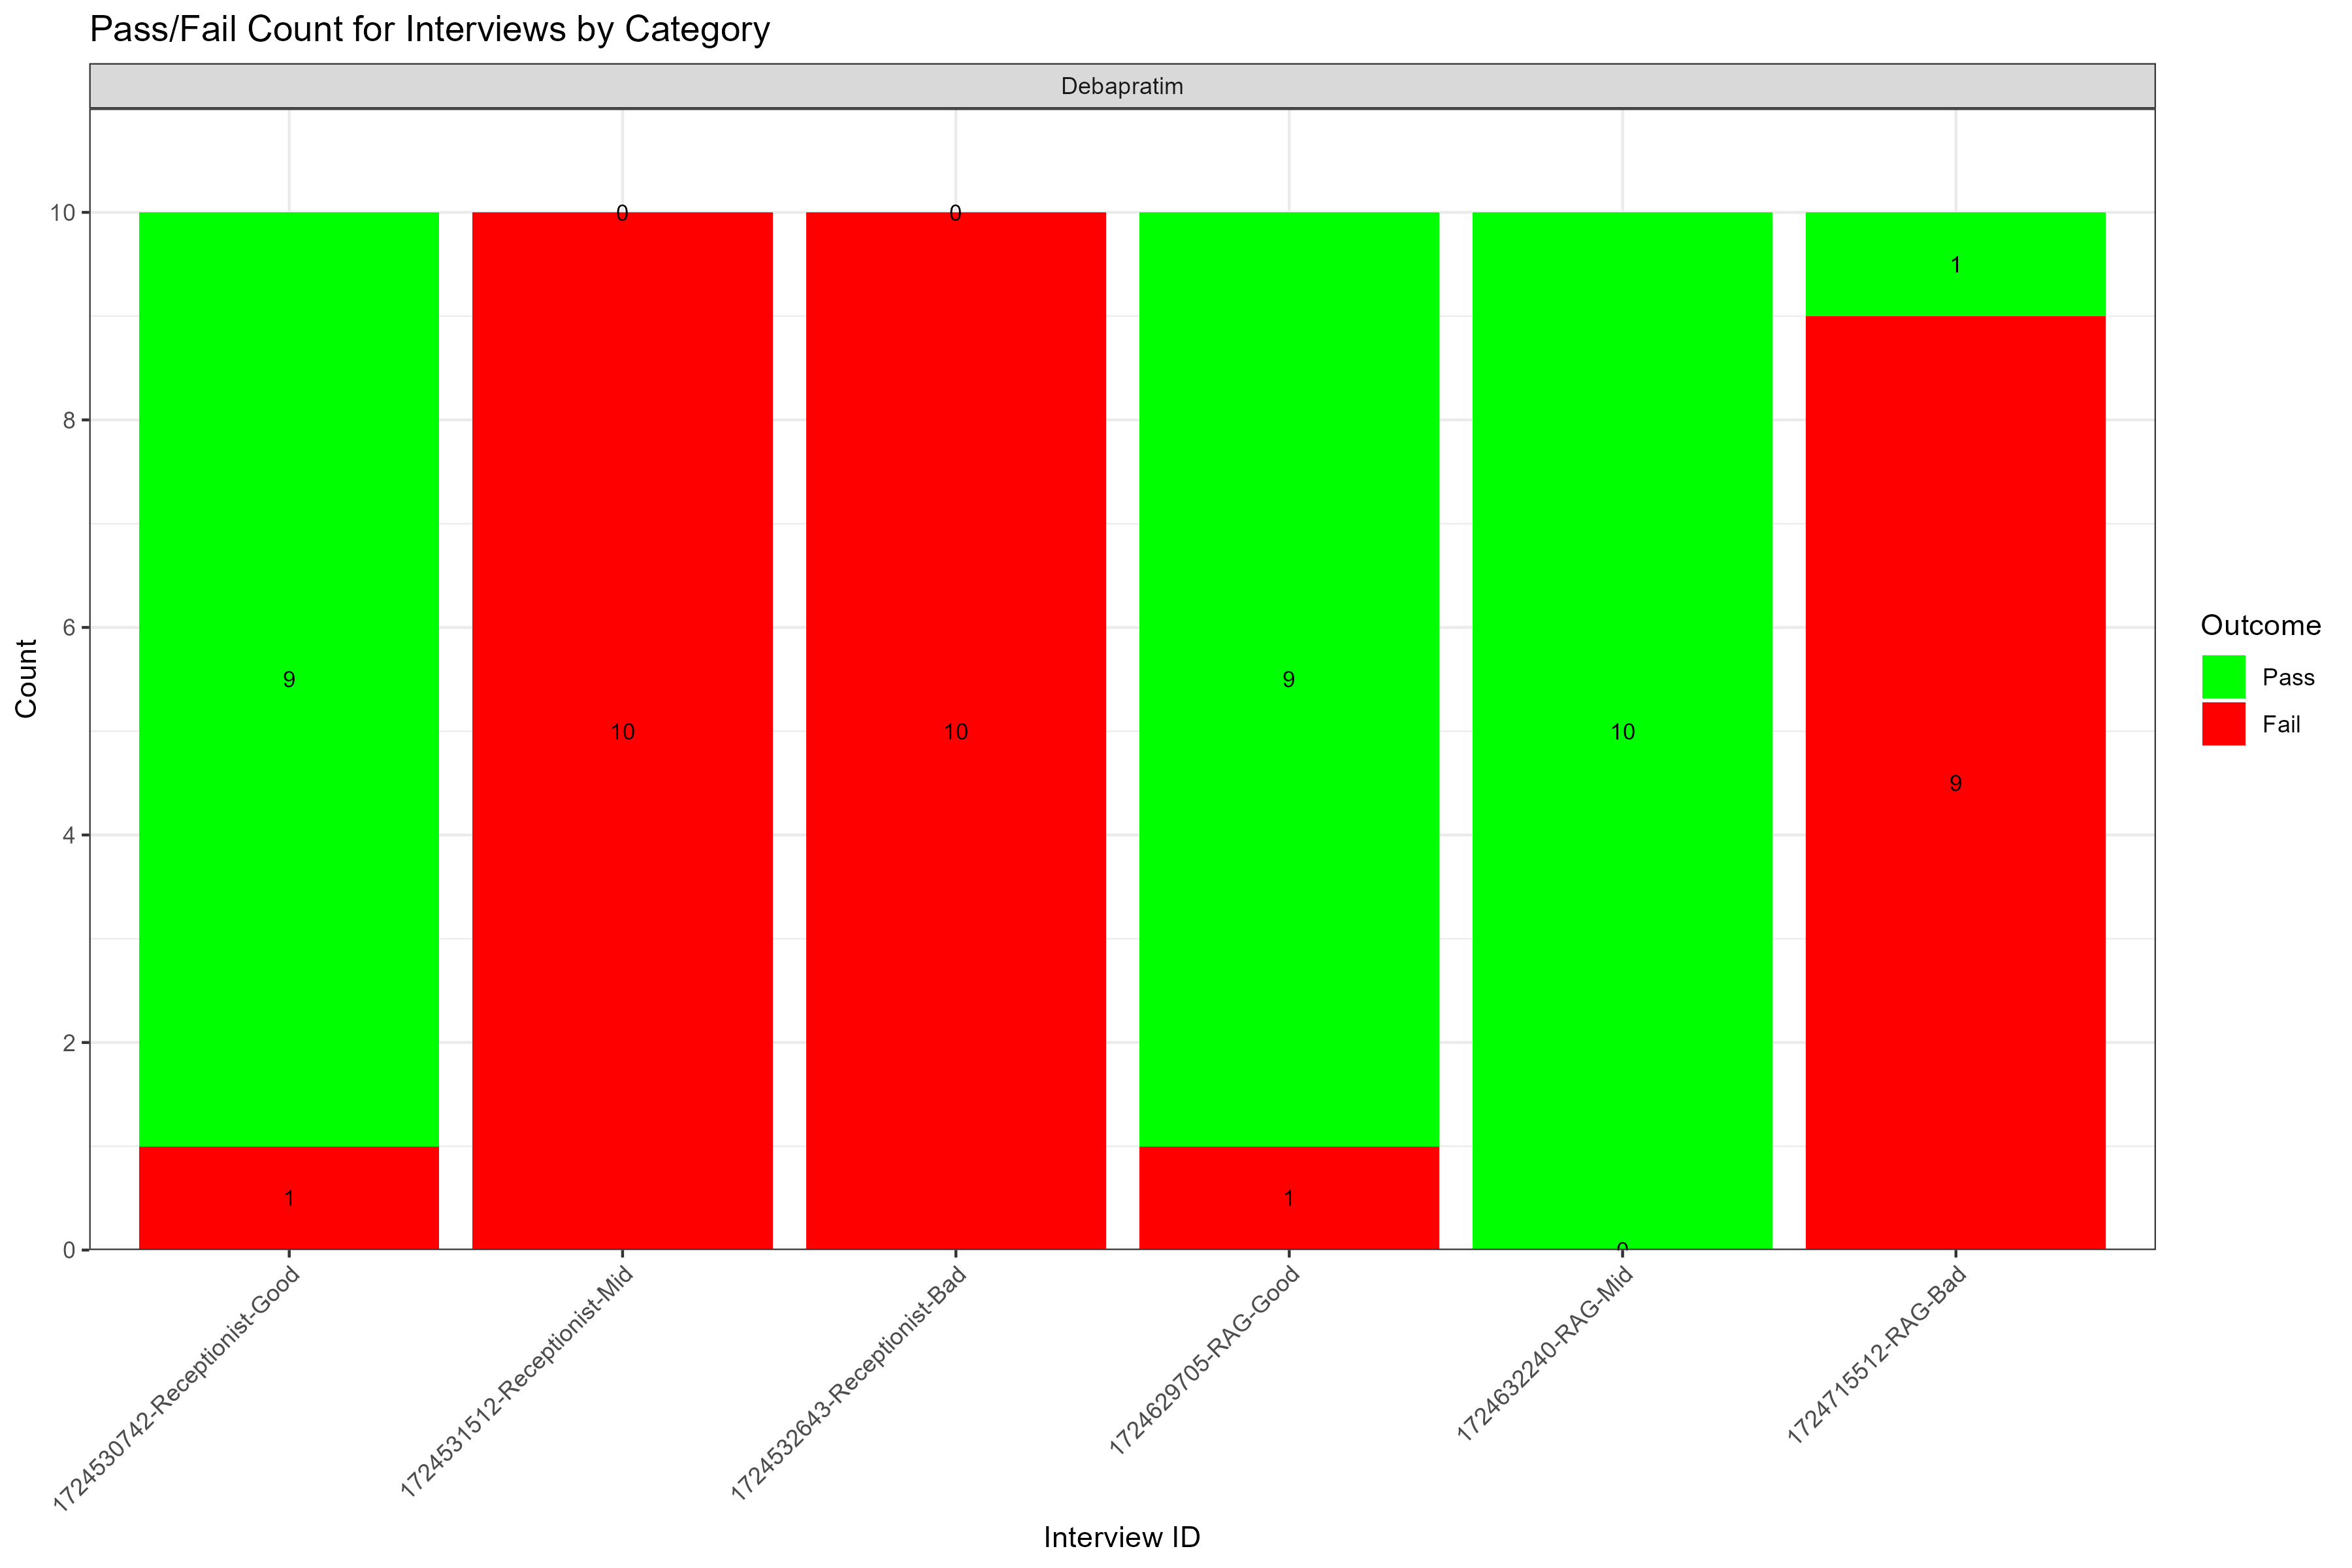 Pass/Fail Count for Interviews by Category
Debapratim
Count
10
8
6
4
2
0
9
1
0
10
0
10
9
1
10
0
1
9
1724530742-Receptionist-Good
1724531512-Receptionist-Mid
1724532643-Receptionist-Bad
1724629705-RAG-Good
1724632240-RAG-Mid
1724715512-RAG-Bad
Interview ID
Outcome
Pass
Fail